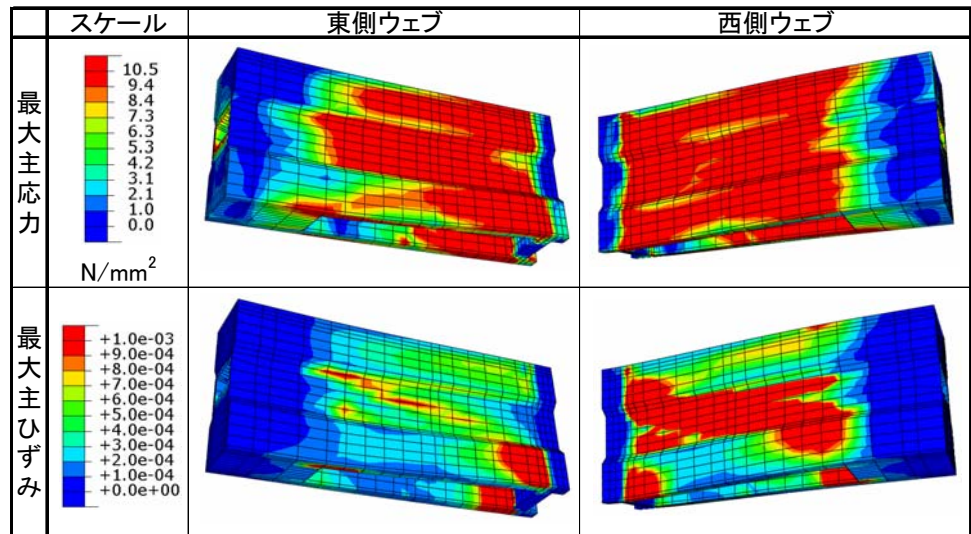 スケール
東側ウェブ
西側ウェブ
最大主応力
10.5
9.4
8.4
7.3
6.3
5.3
4.2
3.1
2.1
1.0
0.0
N/mm²
最大主ひずみ
+1.0e-03
+9.0e-04
+8.0e-04
+7.0e-04
+6.0e-04
+5.0e-04
+4.0e-04
+3.0e-04
+2.0e-04
+1.0e-04
+0.0e+00